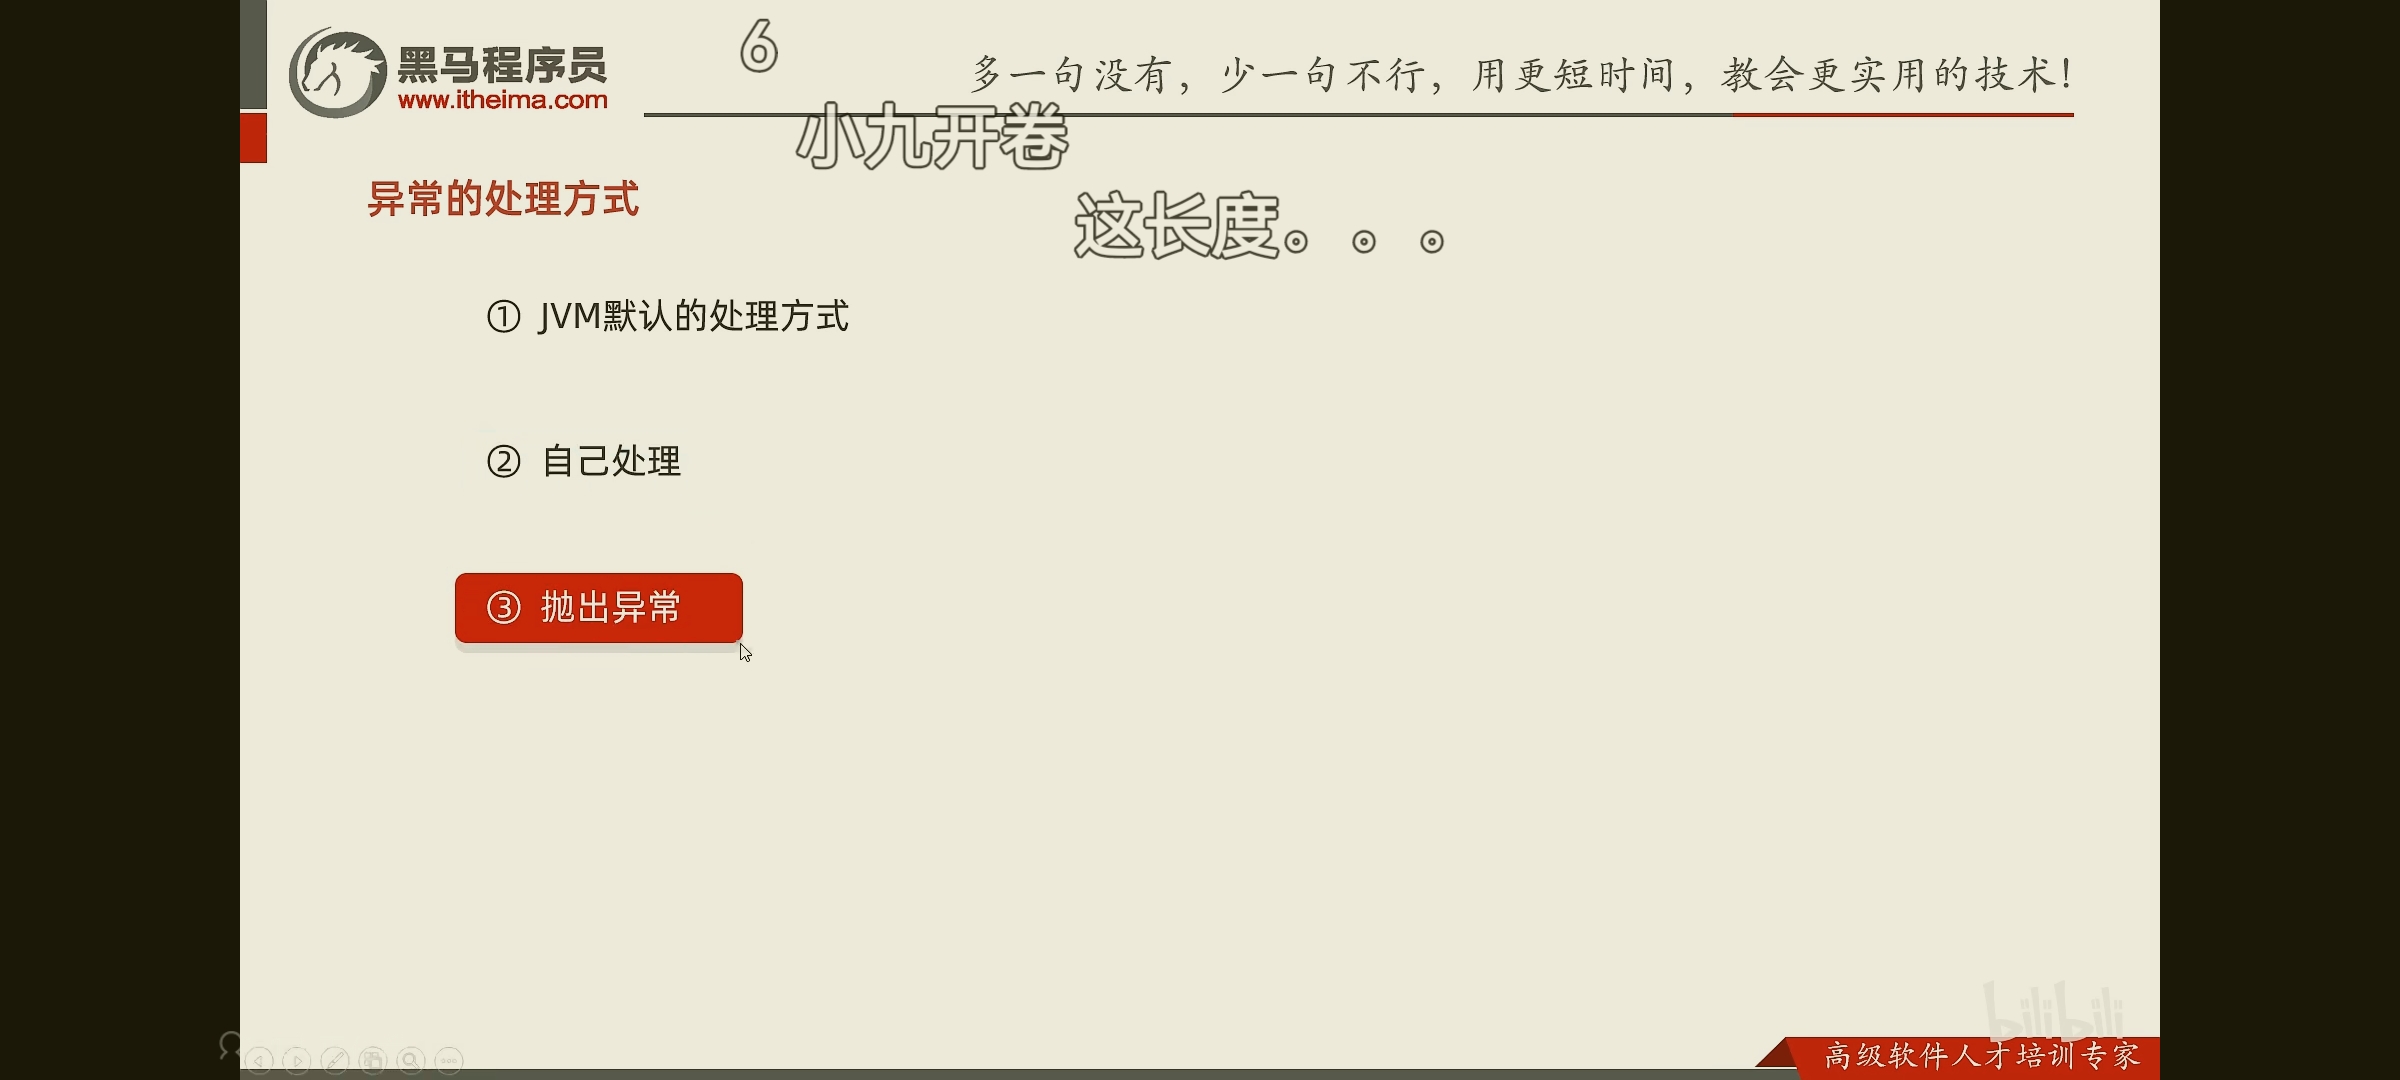 黑马程序员
www.itheima.com
6
多一句没有，少一句不行，用更短时间，教会更实用的技术！
小九开卷
异常的处理方式
这长度。。。
① JVM默认的处理方式
② 自己处理
③ 抛出异常
bilibili
高级软件人才培训专家